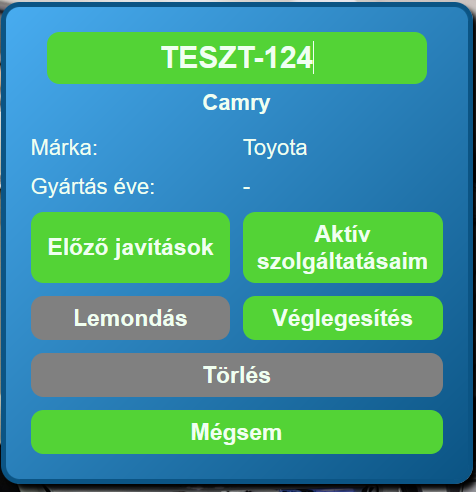 TESZT-124
Camry
Márka: Toyota
Gyártás éve: -
Előző javítások
Aktív
szolgáltatásaim
Lemondás
Véglegesítés
Törlés
Mégsem